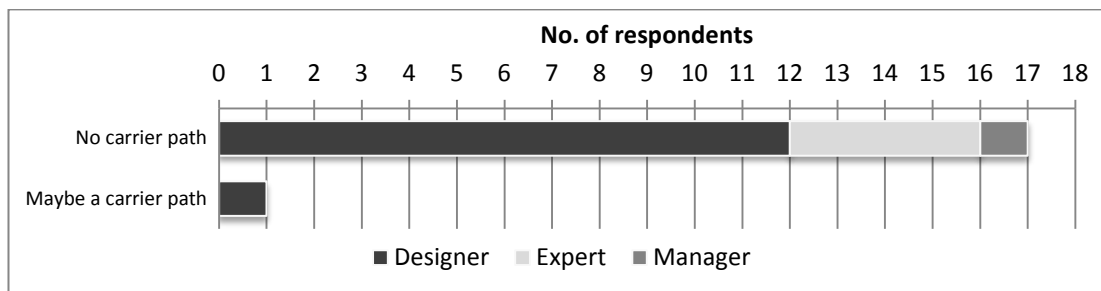 No. of respondents
0 1 2 3 4 5 6 7 8 9 10 11 12 13 14 15 16 17 18
No carrier path
Maybe a carrier path
Designer Expert Manager